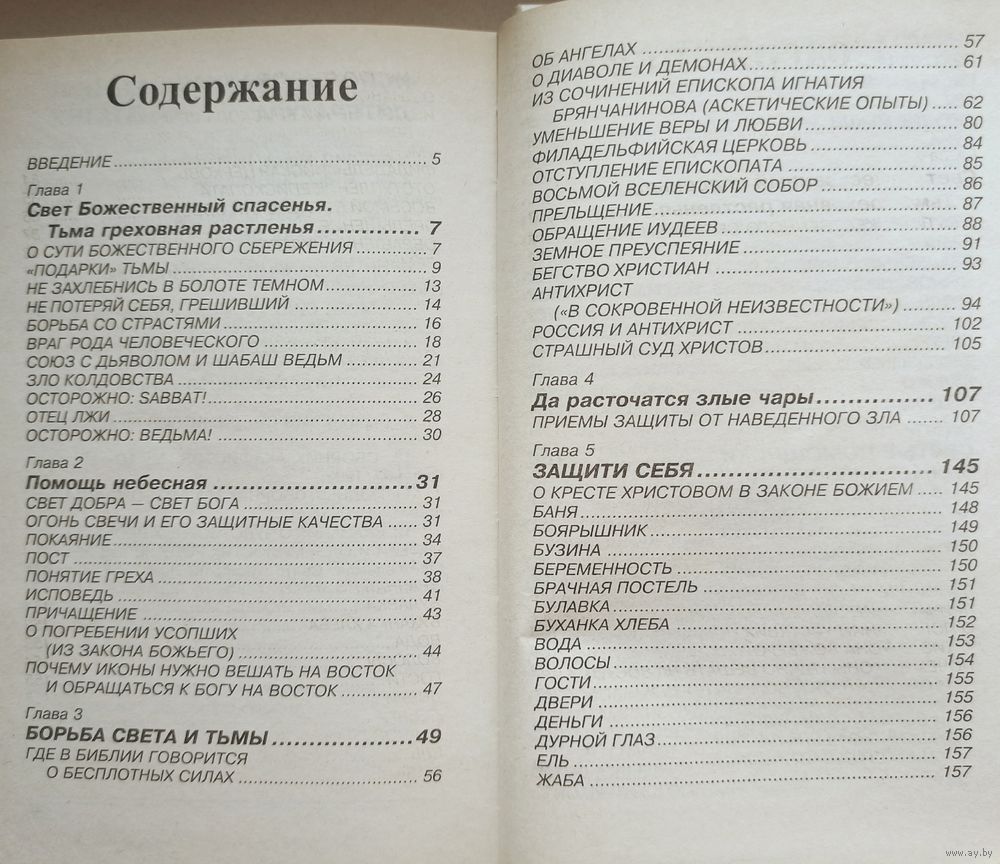 Содержание
ВВЕДЕНИЕ 5
Глава 1
Свет Божественный спасенья.
Тьма греховная растленья 7
О СУТИ БОЖЕСТВЕННОГО СБЕРЕЖЕНИЯ 7
«ПОДАРКИ» ТЬМЫ 9
НЕ ЗАХЛЕБНИСЬ В БОЛОТЕ ТЕМНОМ 13
НЕ ПОТЕРЯЙ СЕБЯ, ГРЕШИВШИЙ 14
БОРЬБА СО СТРАСТЯМИ 16
ВРАГ РОДА ЧЕЛОВЕЧЕСКОГО 18
СОЮЗ С ДЬЯВОЛОМ И ШАБАШ ВЕДЬМ 21
ЗЛО КОЛДОВСТВА 24
ОСТОРОЖНО: SABBAT! 26
ОТЕЦ ЛЖИ 28
ОСТОРОЖНО: ВЕДЬМА! 30
Глава 2
Помощь небесная 31
СВЕТ ДОБРА — СВЕТ БОГА 31
ОГОНЬ СВЕЧИ И ЕГО ЗАЩИТНЫЕ КАЧЕСТВА 31
ПОКАЯНИЕ 34
ПОСТ 37
ПОНЯТИЕ ГРЕХА 38
ИСПОВЕДЬ 41
ПРИЧАЩЕНИЕ 43
О ПОГРЕБЕНИИ УСОПШИХ
(ИЗ ЗАКОНА БОЖЬЕГО) 44
ПОЧЕМУ ИКОНЫ НУЖНО ВЕШАТЬ НА ВОСТОК
И ОБРАЩАТЬСЯ К БОГУ НА ВОСТОК 47
Глава 3
БОРЬБА СВЕТА И ТЬМЫ 49
ГДЕ В БИБЛИИ ГОВОРИТСЯ
О БЕСПЛОТНЫХ СИЛАХ 56
ОБ АНГЕЛАХ 57
О ДИАВОЛЕ И ДЕМОНАХ 61
ИЗ СОЧИНЕНИЙ ЕПИСКОПА ИГНАТИЯ
БРЯНЧАНИНОВА (АСКЕТИЧЕСКИЕ ОПЫТЫ) 62
УМЕНЬШЕНИЕ ВЕРЫ И ЛЮБВИ 80
ФИЛАДЕЛЬФИЙСКАЯ ЦЕРКОВЬ 84
ОТСТУПЛЕНИЕ ЕПИСКОПАТА 85
ВОСЬМОЙ ВСЕЛЕНСКИЙ СОБОР 86
ПРЕЛЬЩЕНИЕ 87
ОБРАЩЕНИЕ ИУДЕЕВ 88
ЗЕМНОЕ ПРЕУСПЕЯНИЕ 91
БЕГСТВО ХРИСТИАН 93
АНТИХРИСТ
(«В СОКРОВЕННОЙ НЕИЗВЕСТНОСТИ») 94
РОССИЯ И АНТИХРИСТ 102
СТРАШНЫЙ СУД ХРИСТОВ 105
Глава 4
Да расточатся злые чары 107
ПРИЕМЫ ЗАЩИТЫ ОТ НАВЕДЕННОГО ЗЛА 107
Глава 5
ЗАЩИТИ СЕБЯ 145
О КРЕСТЕ ХРИСТОВОМ В ЗАКОНЕ БОЖИЕМ 145
БАНЯ 148
БОЯРЫШНИК 149
БУЗИНА 150
БЕРЕМЕННОСТЬ 150
БРАЧНАЯ ПОСТЕЛЬ 151
БУЛАВКА 151
БУХАНКА ХЛЕБА 152
ВОДА 153
ВОЛОСЫ 154
ГОСТИ 155
ДВЕРИ 155
ДЕНЬГИ 156
ДУРНОЙ ГЛАЗ 156
ЕЛЬ 157
ЖАБА 157
www.ay.by